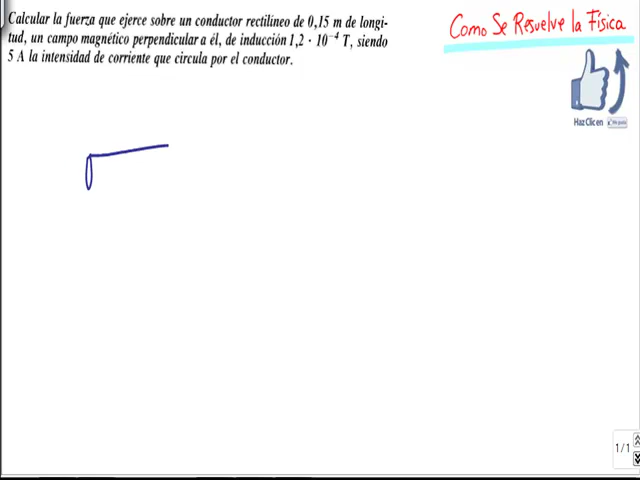 Calcular la fuerza que ejerce sobre un conductor rectilíneo de 0,15 m de longi-
tud, un campo magnético perpendicular a él, de inducción 1,2 · 10⁻⁴ T, siendo
5 A la intensidad de corriente que circula por el conductor.
Como Se Resuelve la Física
Haz Clic en
1/1